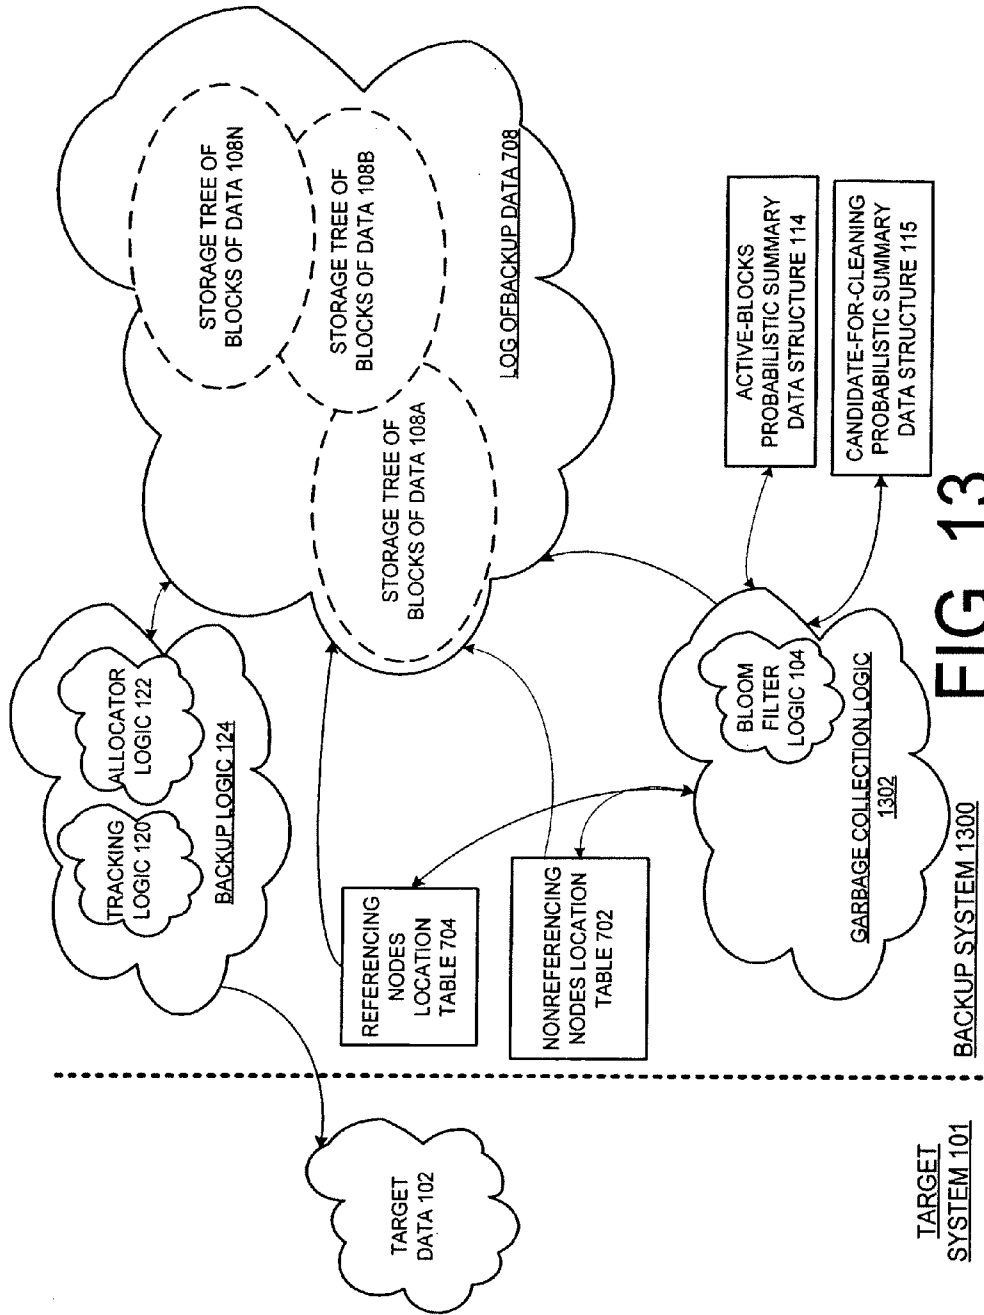 TARGET
DATA 102
TARGET
SYSTEM 101
TRACKING
LOGIC 120
ALLOCATOR
LOGIC 122
BACKUP LOGIC 124
REFERENCING
NODES
LOCATION
TABLE 704
NONREFERENCING
NODES LOCATION
TABLE 702
BLOOM
FILTER
LOGIC 104
GARBAGE COLLECTION LOGIC
1302
BACKUP SYSTEM 1300
STORAGE TREE OF
BLOCKS OF DATA 108A
STORAGE TREE OF
BLOCKS OF DATA 108B
STORAGE TREE OF
BLOCKS OF DATA 108N
LOG OFBACKUP DATA 708
ACTIVE-BLOCKS
PROBABILISTIC SUMMARY
DATA STRUCTURE 114
CANDIDATE-FOR-CLEANING
PROBABILISTIC SUMMARY
DATA STRUCTURE 115
FIG 13